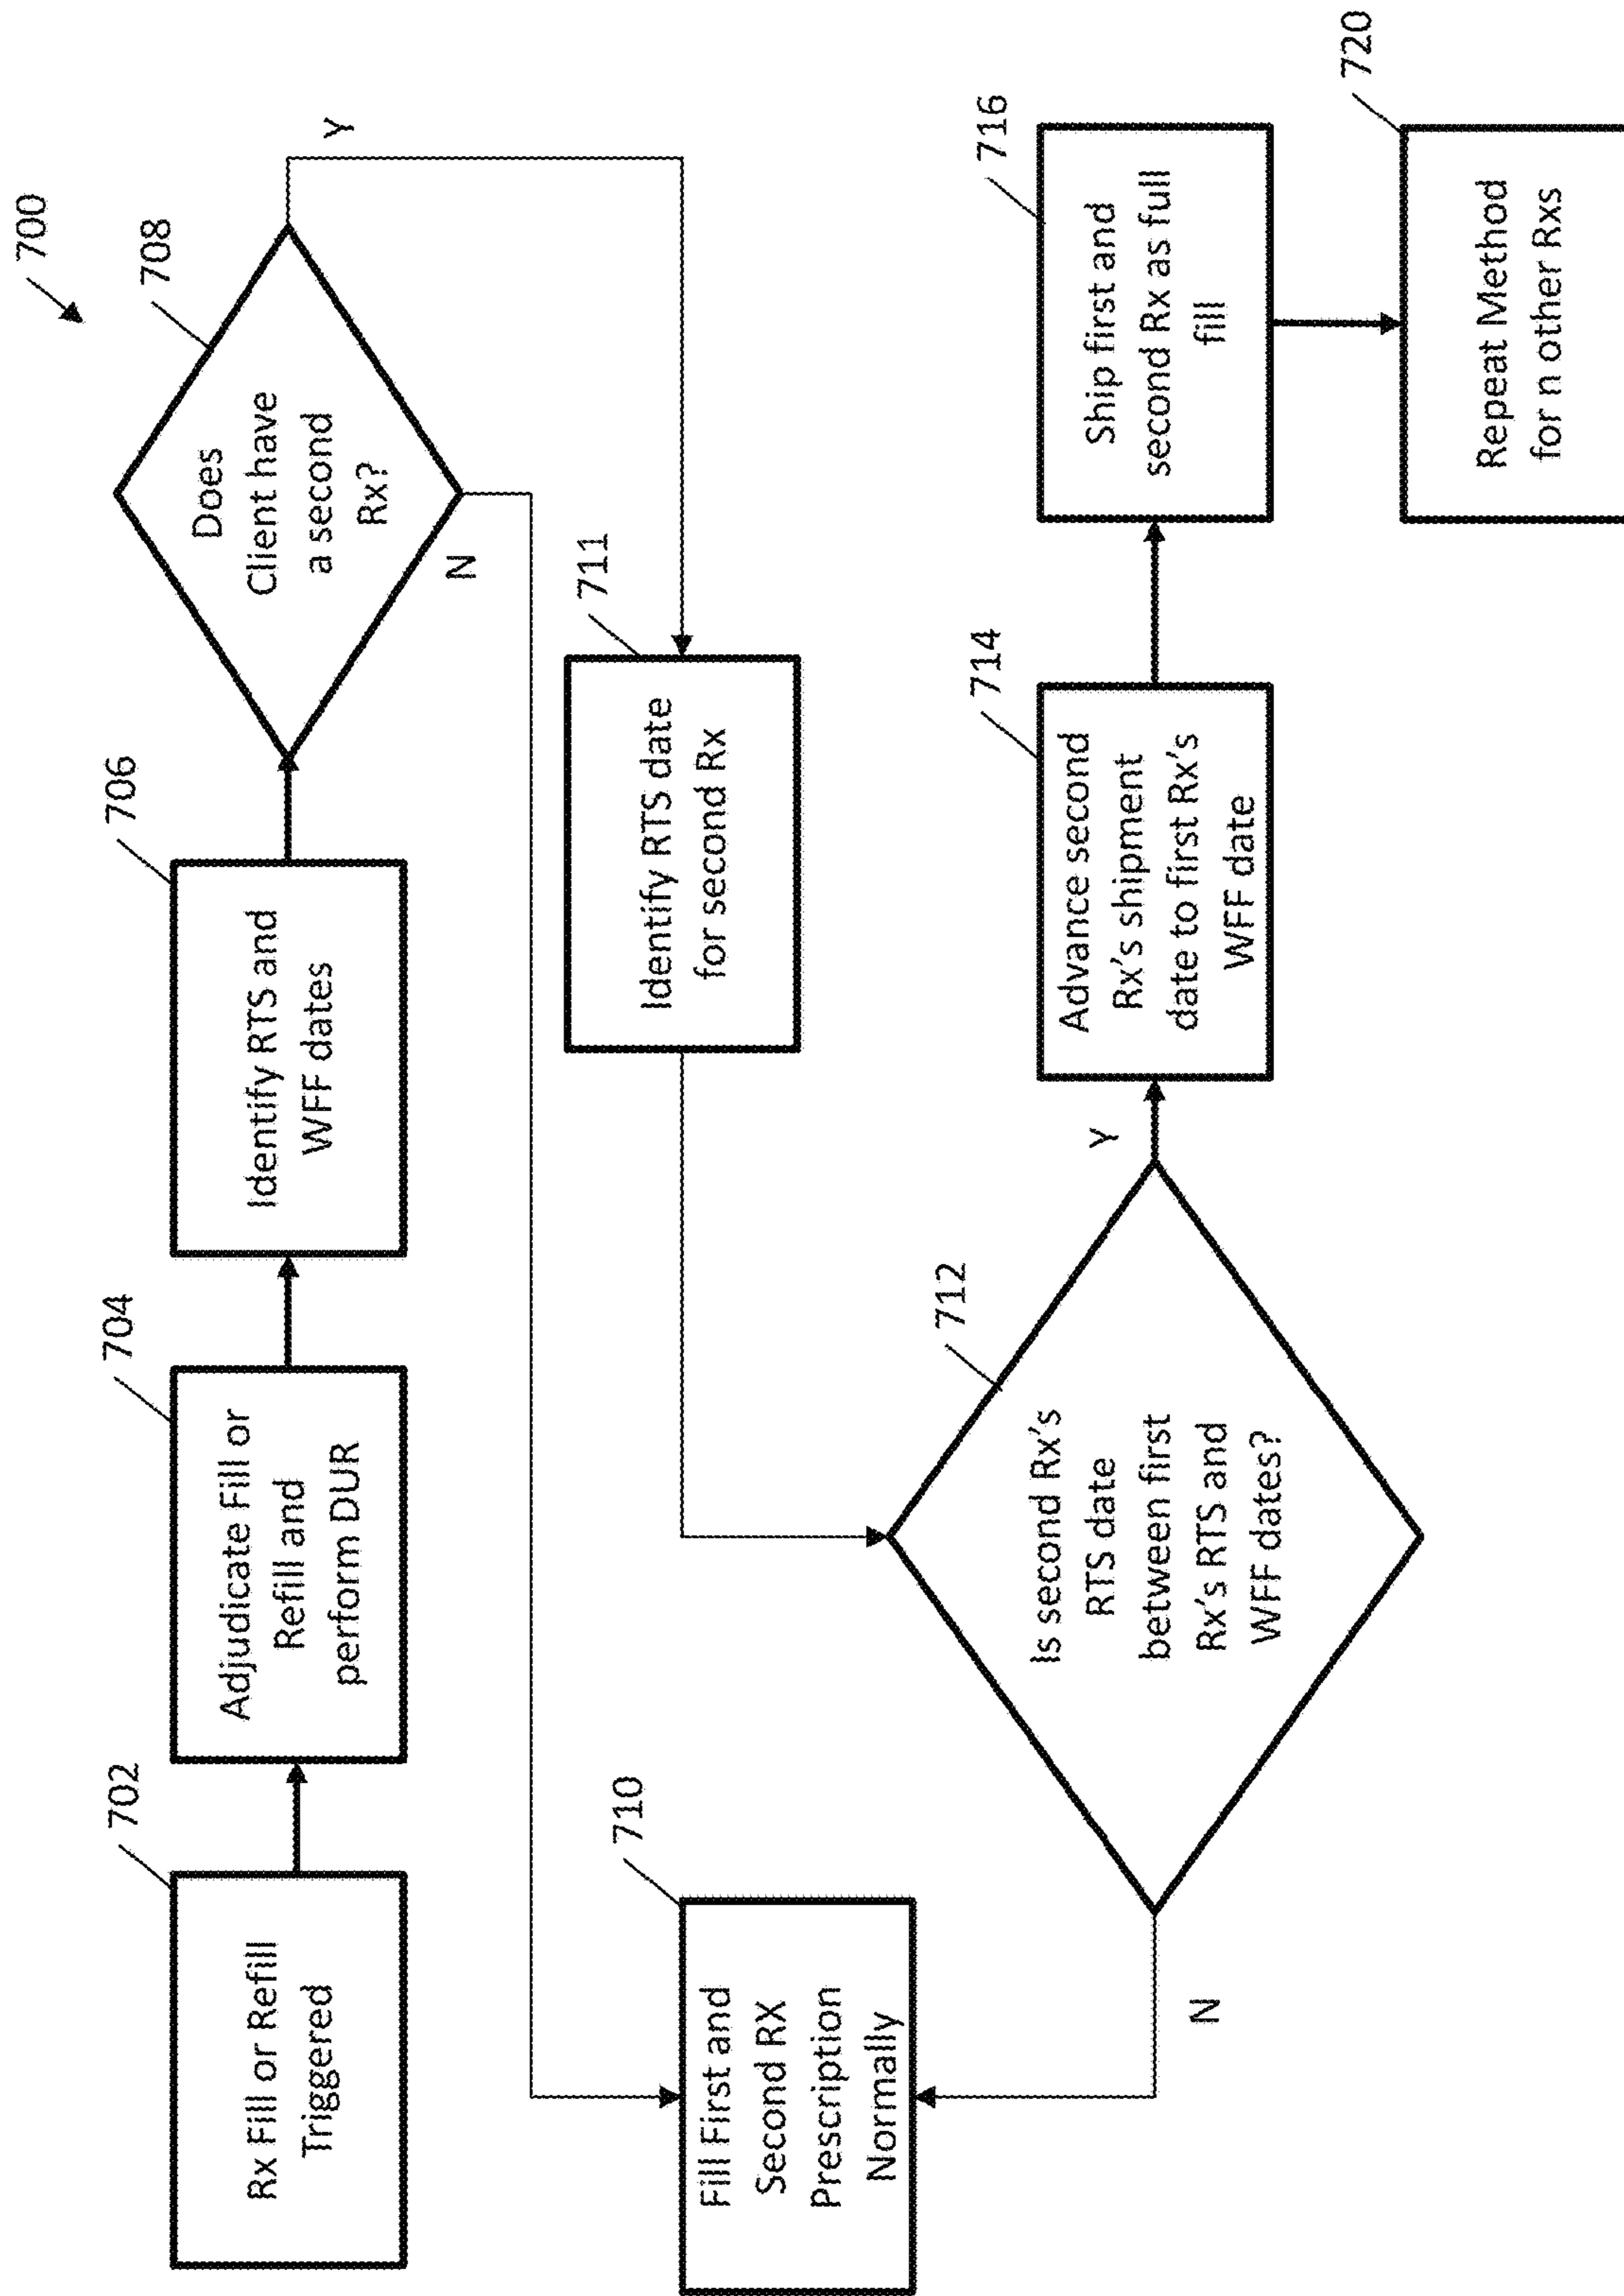 700
702
Rx Fill or Refill
Triggered
704
Adjudicate Fill or
Refill and
perform DUR
706
Identify RTS and
WFF dates
708
Does
Client have
a second
Rx?
Y
N
710
Fill First and
Second RX
Prescription
Normally
711
Identify RTS date
for second Rx
712
Is second Rx's
RTS date
between first
Rx's RTS and
WFF dates?
N
Y
714
Advance second
Rx's shipment
date to first Rx's
WFF date
716
Ship first and
second Rx as full
fill
720
Repeat Method
for n other Rxs